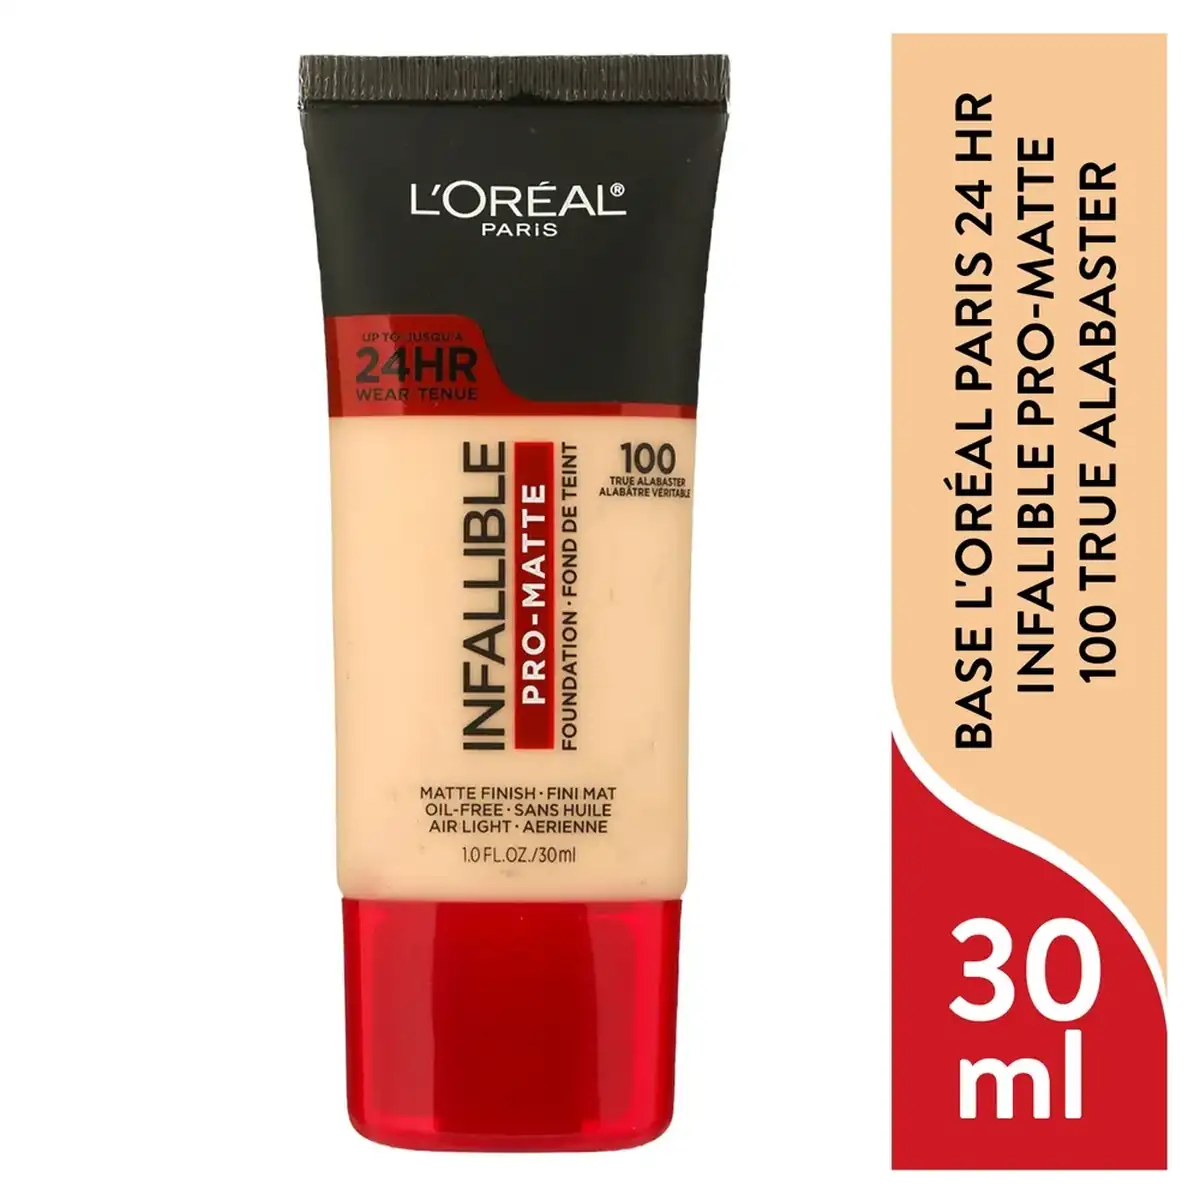 L'ORÉAL®
PARiS
UP TO JUSQU'À
24HR
WEAR TENUE
INFALLIBLE
PRO-MATTE
FOUNDATION · FOND DE TEINT
100
TRUE ALABASTER
ALABÂTRE VÉRITABLE
MATTE FINISH · FINI MAT
OIL-FREE · SANS HUILE
AIR LIGHT · AERIENNE
1.0 FL.OZ./30ml
BASE L'ORÉAL PARIS 24 HR
INFALIBLE PRO-MATTE
100 TRUE ALABASTER
30
ml